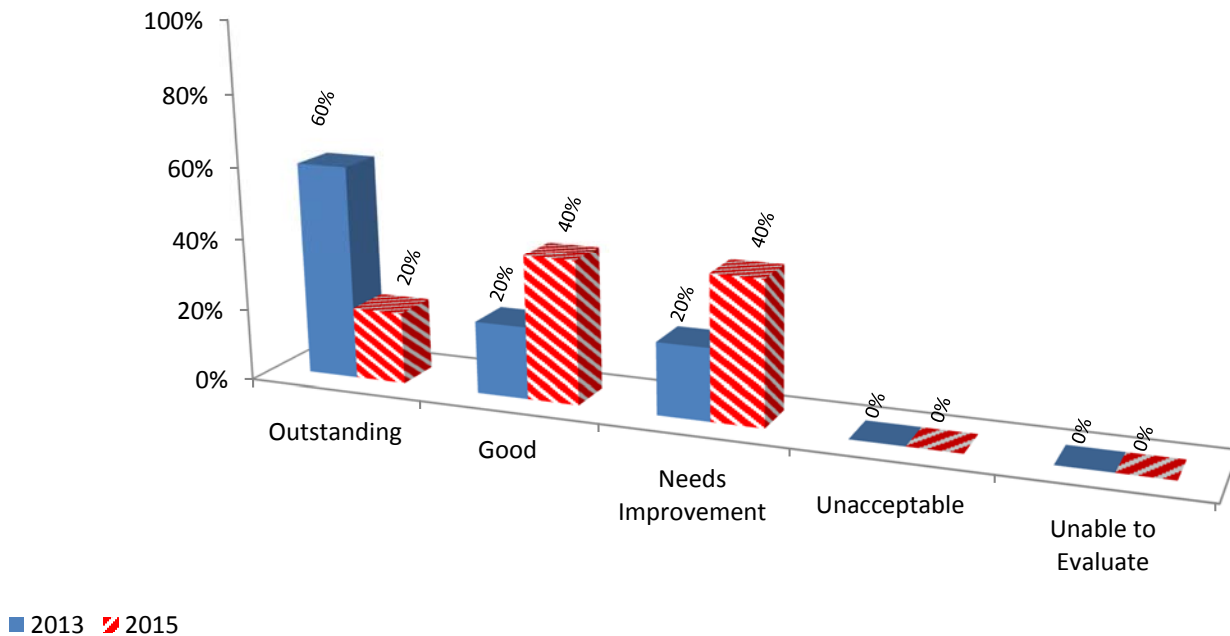 100%
80%
60%
40%
20%
0%
60%
20%
20%
40%
20%
40%
0%
0%
0%
0%
Outstanding
Good
Needs
Improvement
Unacceptable
Unable to
Evaluate
2013 2015